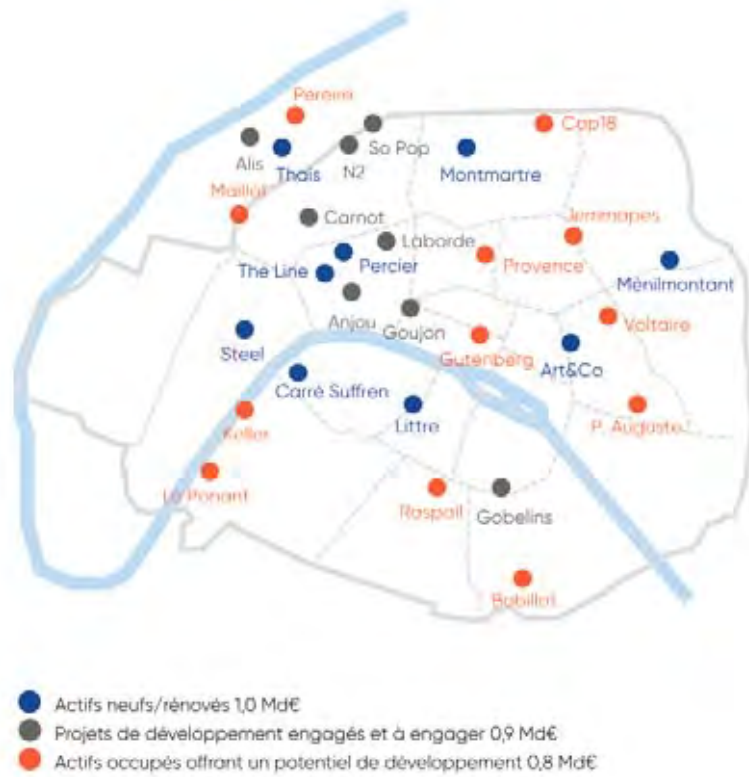 Pereire
Cap18
So Pop
Alis
N2
Thaïs
Montmartre
Maillot
Carnot
Jemmapes
Laborde
Percier
Provence
The Line
Ménilmontant
Anjou
Goujon
Voltaire
Steel
Gutenberg
Art&Co
Carré Suffren
Littre
P. Auguste
Keller
Le Ponant
Raspail
Gobelins
Bobillot
Actifs neufs/rénovés 1,0 Md€
Projets de développement engagés et à engager 0,9 Md€
Actifs occupés offrant un potentiel de développement 0,8 Md€